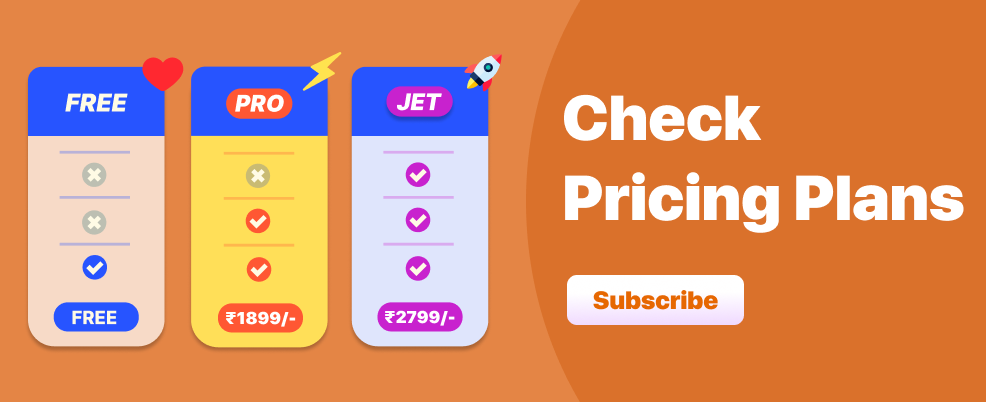 FREE
PRO
JET
FREE
₹1899/-
₹2799/-
Check
Pricing Plans
Subscribe